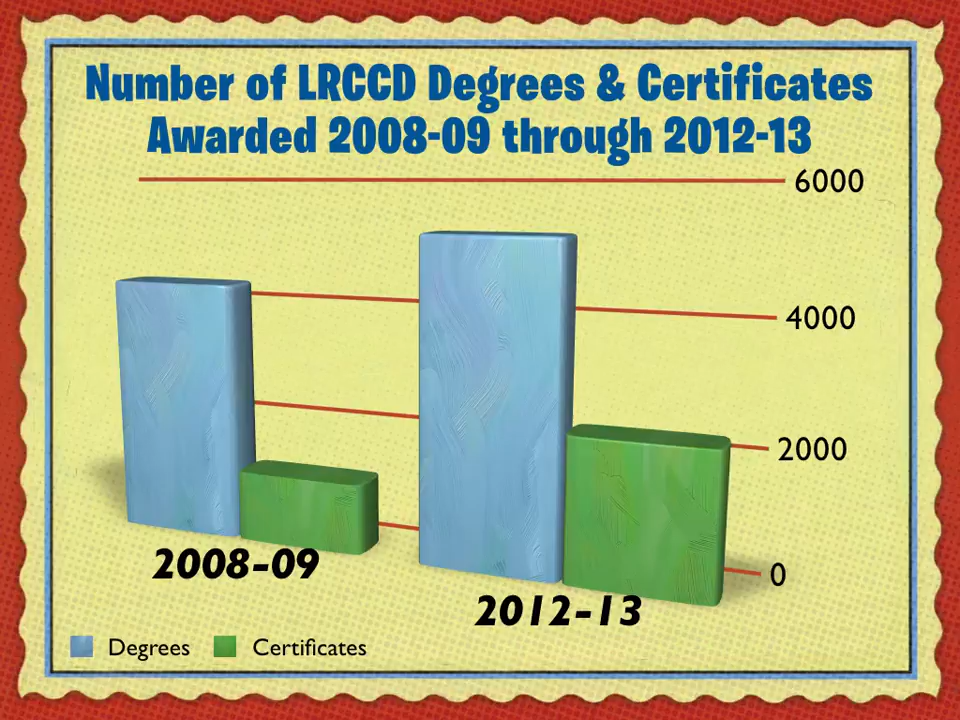 Number of LRCCD Degrees & Certificates
Awarded 2008-09 through 2012-13
6000
4000
2000
0
2008-09
2012-13
Degrees
Certificates